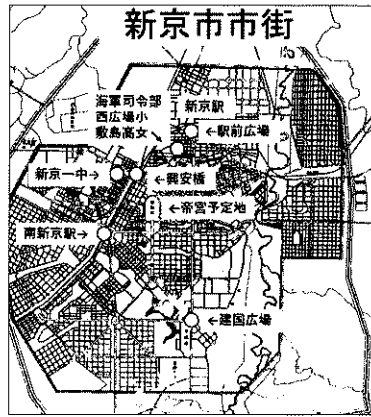 新京市市街
海軍司令部
西広場小
敷島高女
新京駅
←駅前広場
新京一中→
←興安橋
←帝宮予定地
南新京駅→
←建国広場